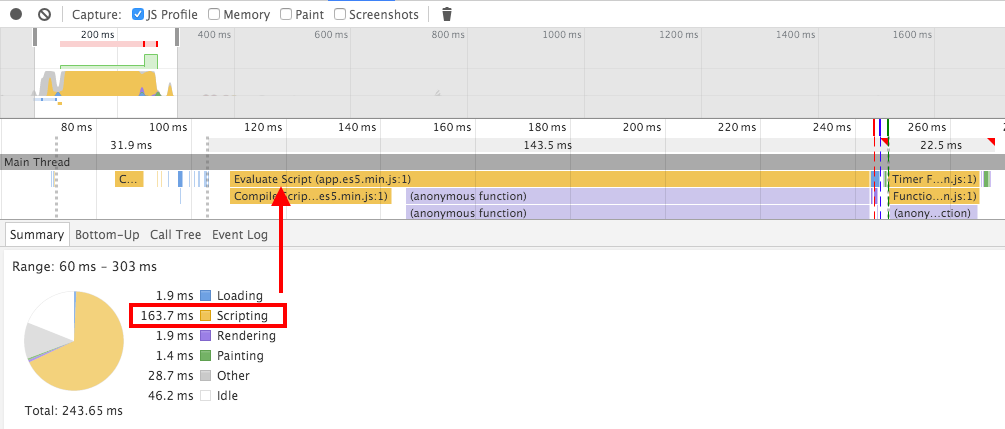 Capture: JS Profile Memory Paint Screenshots
200 ms 400 ms 600 ms 800 ms 1000 ms 1200 ms 1400 ms 1600 ms
80 ms 100 ms 120 ms 140 ms 160 ms 180 ms 200 ms 220 ms 240 ms 260 ms 2
31.9 ms 143.5 ms 22.5 ms
Main Thread
C... Evaluate Script (app.es5.min.js:1) Timer F...n.js:1)
Compile Scrip...es5.min.js:1) (anonymous function) Functio...n.js:1)
(anonymous function) (anony...ction)
Summary Bottom-Up Call Tree Event Log
Range: 60 ms – 303 ms
1.9 ms Loading
163.7 ms Scripting
1.9 ms Rendering
1.4 ms Painting
28.7 ms Other
46.2 ms Idle
Total: 243.65 ms